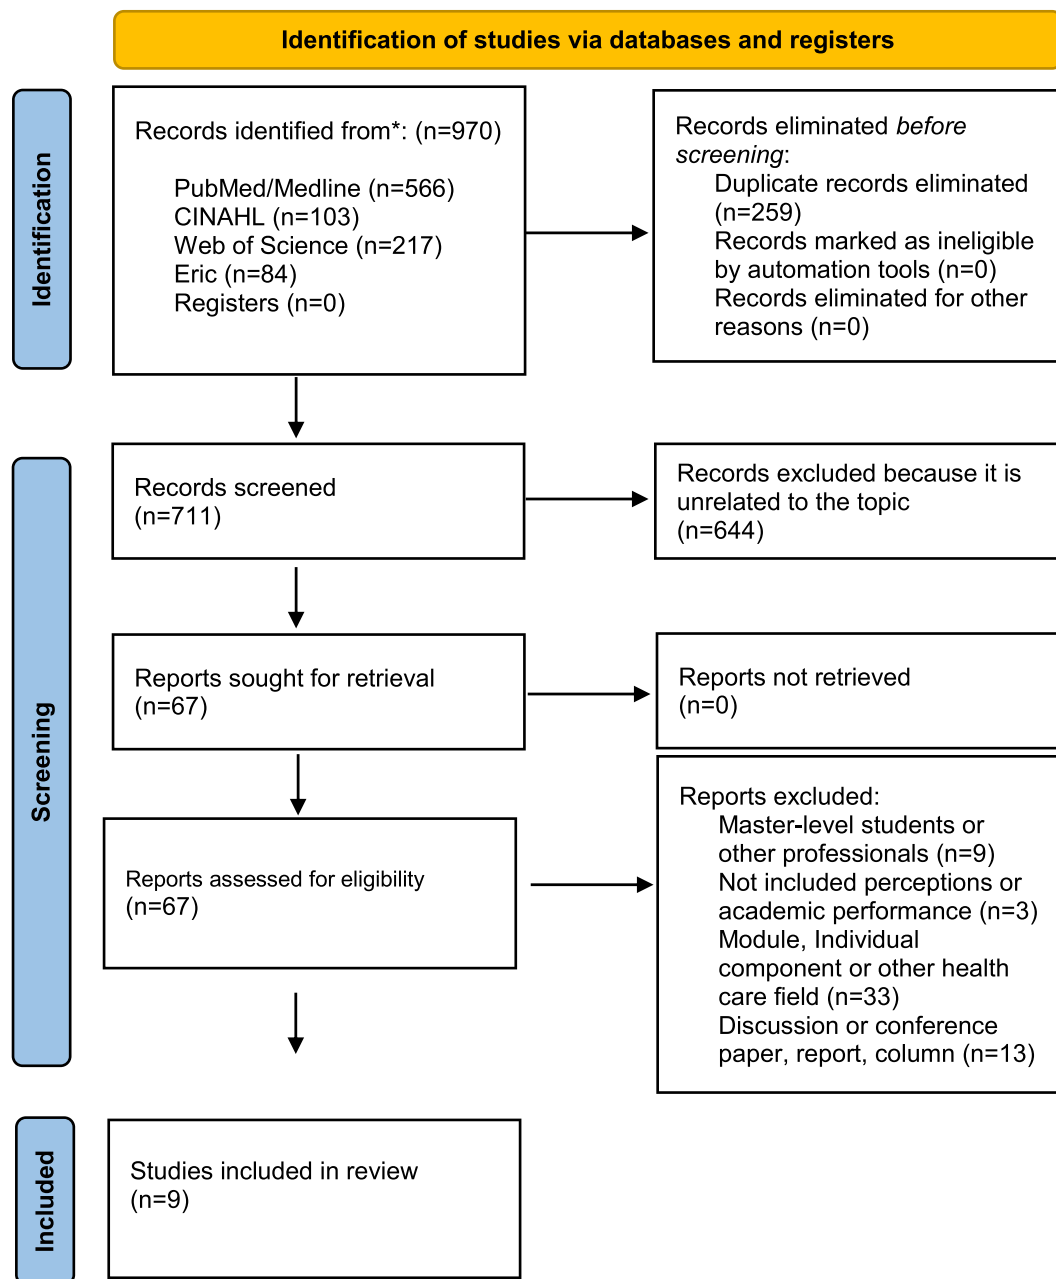 Identification of studies via databases and registers
Identification
Records identified from*: (n=970)
PubMed/Medline (n=566)
CINAHL (n=103)
Web of Science (n=217)
Eric (n=84)
Registers (n=0)
Records eliminated before
screening:
Duplicate records eliminated
(n=259)
Records marked as ineligible
by automation tools (n=0)
Records eliminated for other
reasons (n=0)
Screening
Records screened
(n=711)
Records excluded because it is
unrelated to the topic
(n=644)
Reports sought for retrieval
(n=67)
Reports not retrieved
(n=0)
Reports assessed for eligibility
(n=67)
Reports excluded:
Master-level students or
other professionals (n=9)
Not included perceptions or
academic performance (n=3)
Module, Individual
component or other health
care field (n=33)
Discussion or conference
paper, report, column (n=13)
Included
Studies included in review
(n=9)